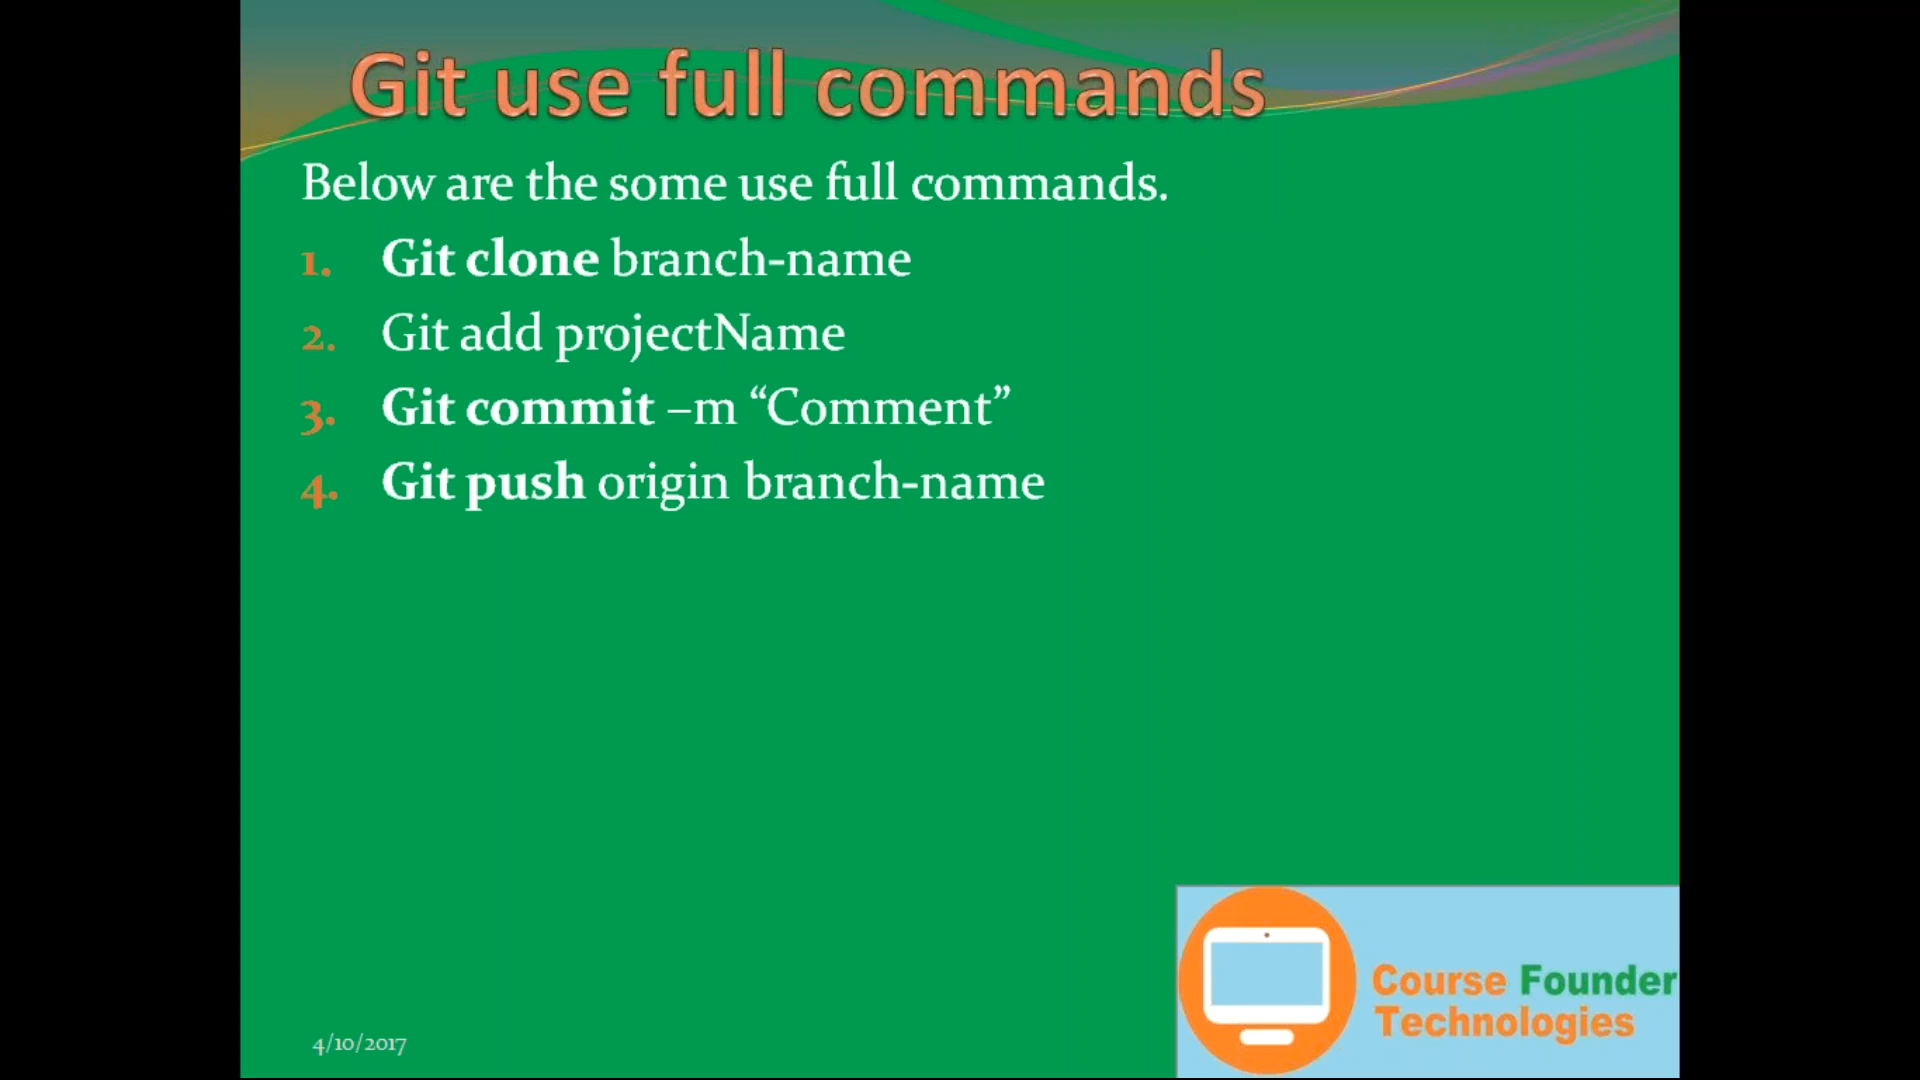 Git use full commands
Below are the some use full commands.
1. Git clone branch-name
2. Git add projectName
3. Git commit –m “Comment”
4. Git push origin branch-name
Course Founder
Technologies
4/10/2017